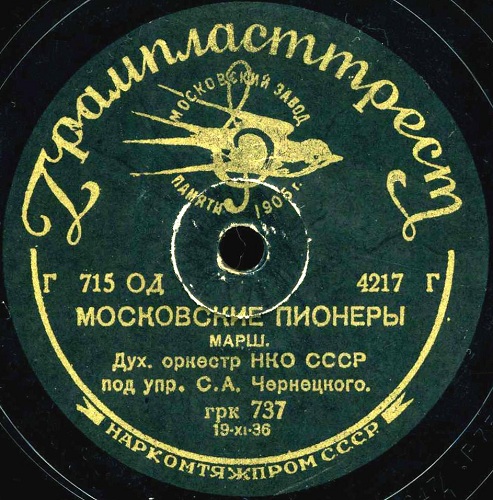 Грампласттрест
МОСКОВСКИЙ ЗАВОД
ПАМЯТИ 1905 г.
Г 715 ОД 4217 Г
МОСКОВСКИЕ ПИОНЕРЫ
МАРШ.
Дух. оркестр НКО СССР
под упр. С.А. Чернецкого.
грк 737
19-XI-36
НАРКОМТЯЖПРОМ СССР